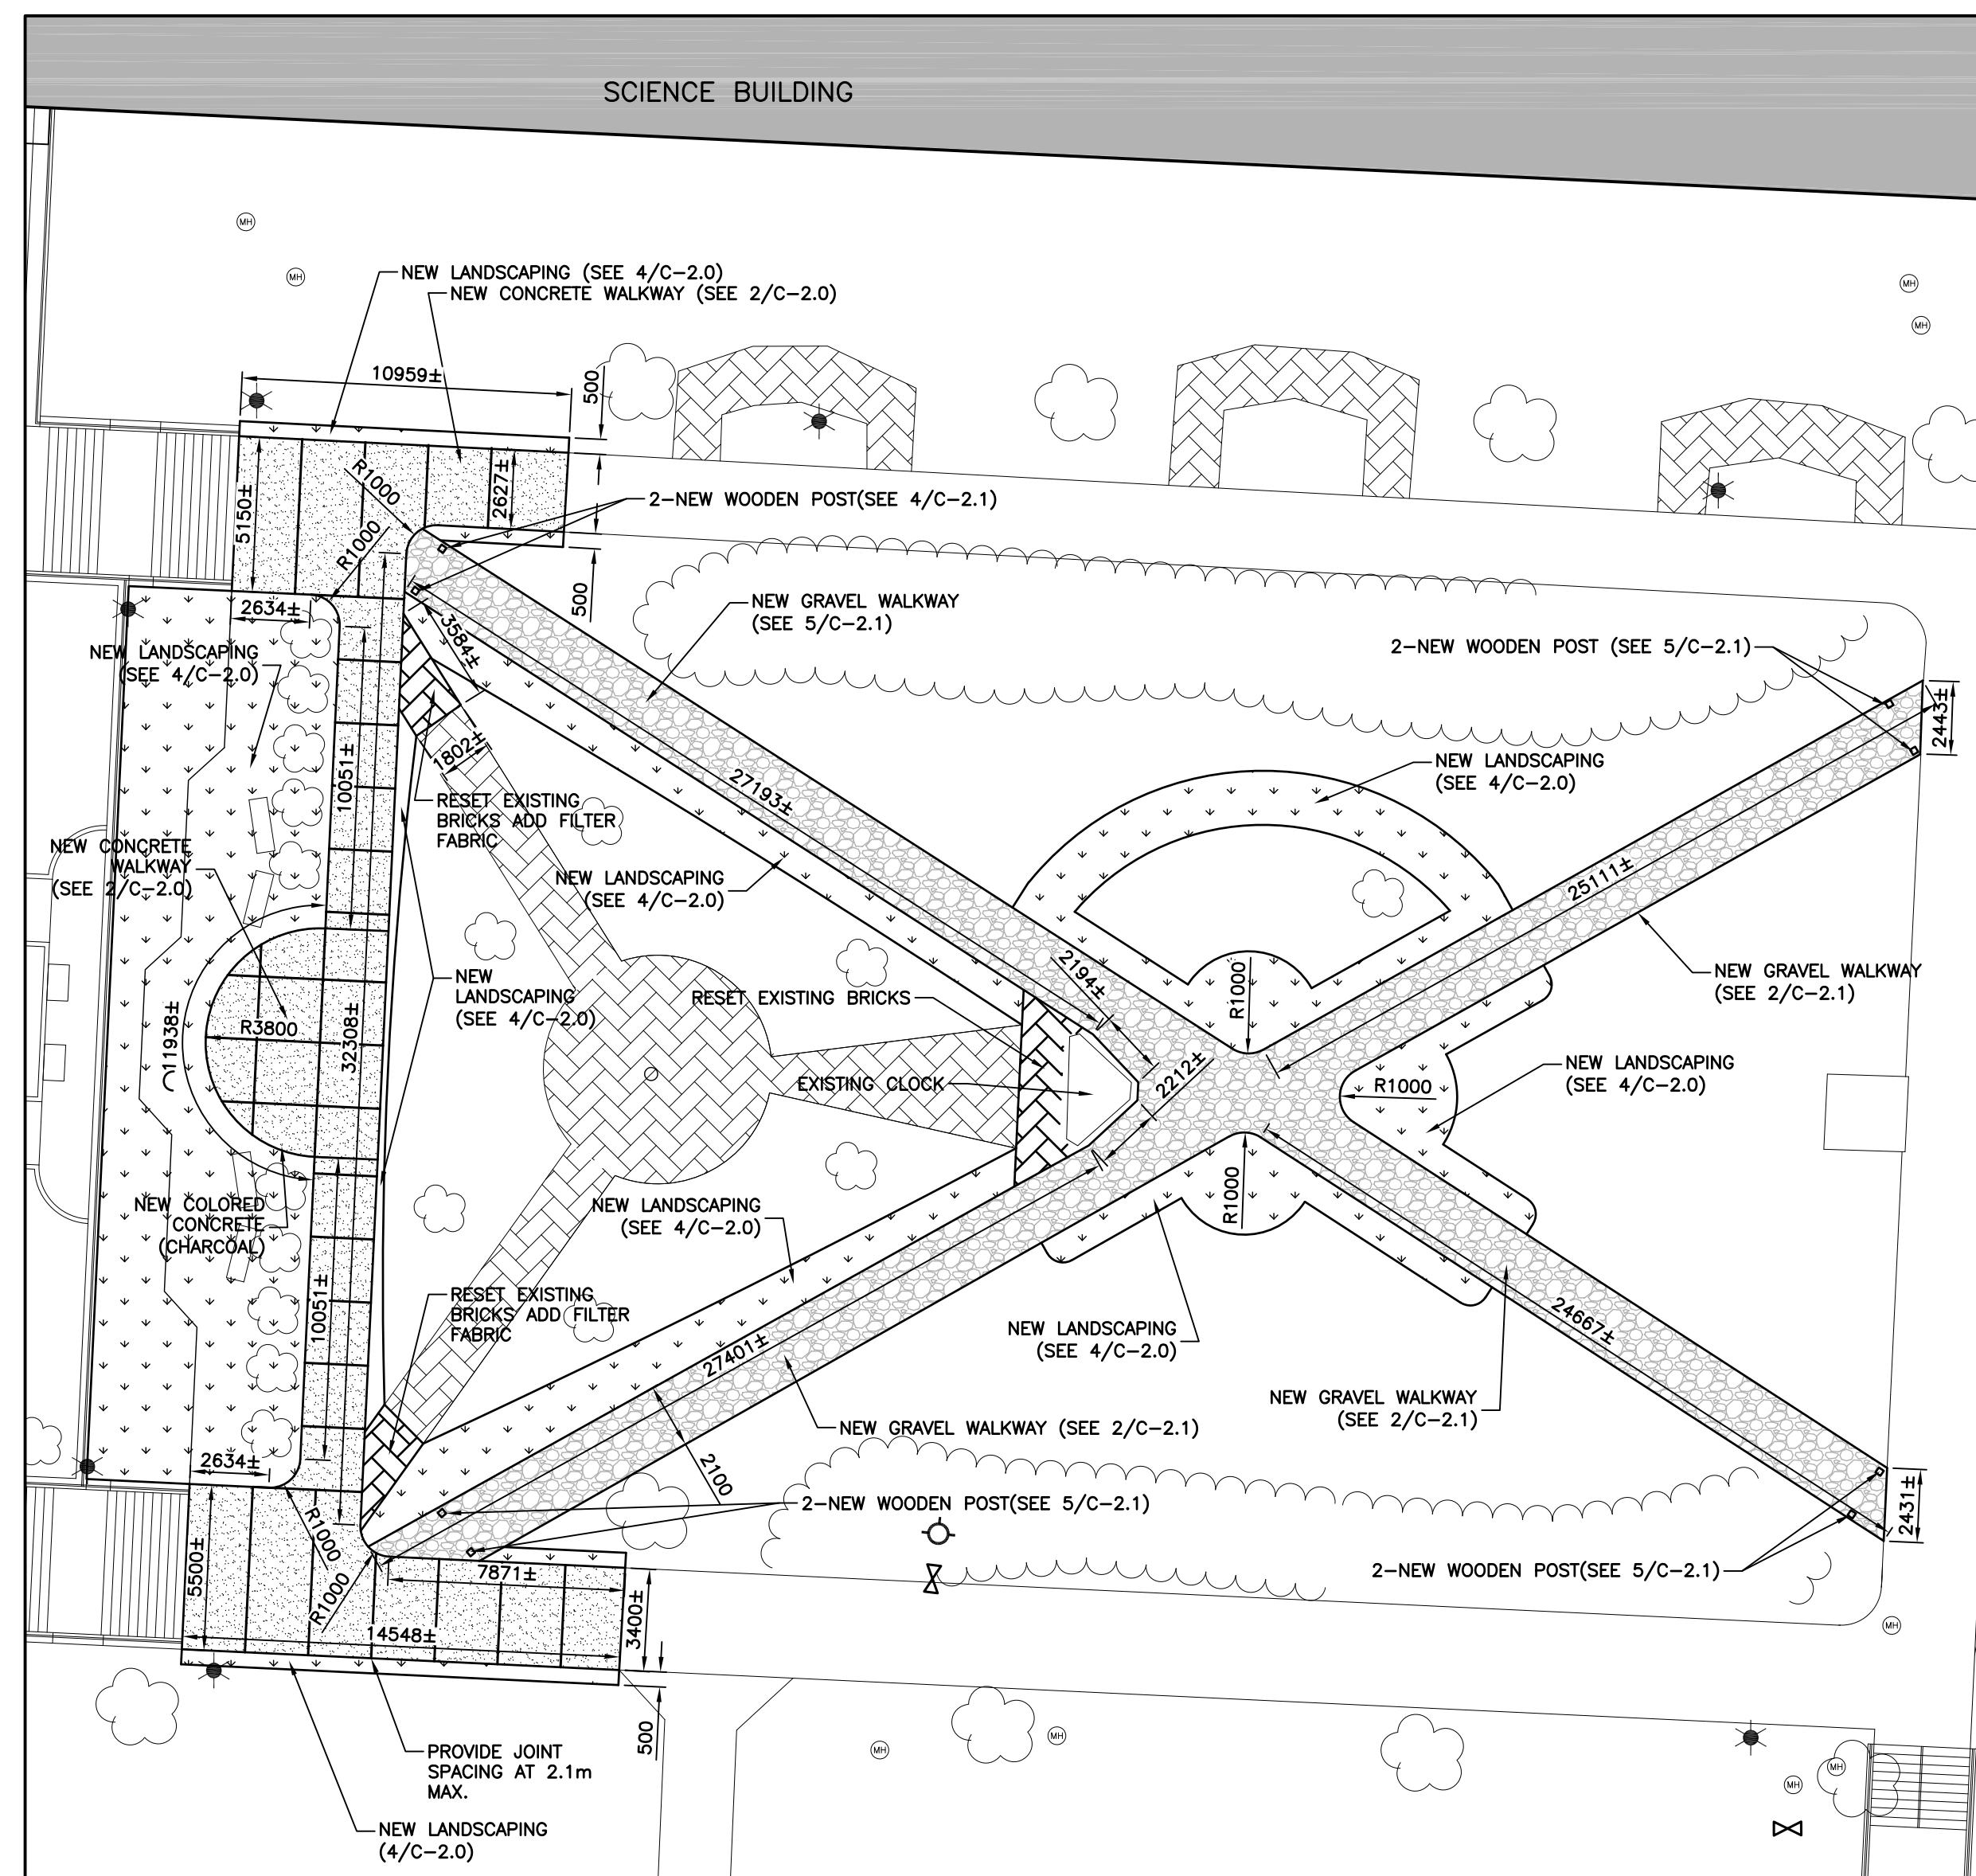 SCIENCE BUILDING
MH
MH
MH
MH
NEW LANDSCAPING (SEE 4/C-2.0)
NEW CONCRETE WALKWAY (SEE 2/C-2.0)
10959±
500
5150±
R1000
2627±
2-NEW WOODEN POST(SEE 4/C-2.1)
R1000
500
2634±
3584±
NEW GRAVEL WALKWAY
(SEE 5/C-2.1)
2-NEW WOODEN POST (SEE 5/C-2.1)
2443±
NEW LANDSCAPING
(SEE 4/C-2.0)
10051±
1802±
27193±
NEW LANDSCAPING
(SEE 4/C-2.0)
RESET EXISTING
BRICKS ADD FILTER
FABRIC
NEW CONCRETE
WALKWAY
(SEE 2/C-2.0)
NEW LANDSCAPING
(SEE 4/C-2.0)
25111±
2194±
R1000
NEW GRAVEL WALKWAY
(SEE 2/C-2.1)
NEW
LANDSCAPING
(SEE 4/C-2.0)
RESET EXISTING BRICKS
11938±
R3800
32308±
EXISTING CLOCK
2212±
R1000
NEW LANDSCAPING
(SEE 4/C-2.0)
NEW COLORED
CONCRETE
(CHARCOAL)
NEW LANDSCAPING
(SEE 4/C-2.0)
R1000
10051±
RESET EXISTING
BRICKS ADD FILTER
FABRIC
27401±
NEW LANDSCAPING
(SEE 4/C-2.0)
24667±
NEW GRAVEL WALKWAY
(SEE 2/C-2.1)
NEW GRAVEL WALKWAY (SEE 2/C-2.1)
2634±
2100
2-NEW WOODEN POST(SEE 5/C-2.1)
2431±
R1000
5500±
R1000
7871±
2-NEW WOODEN POST(SEE 5/C-2.1)
3400±
14548±
MH
500
PROVIDE JOINT
SPACING AT 2.1m
MAX.
MH
MH
MH
MH
NEW LANDSCAPING
(4/C-2.0)